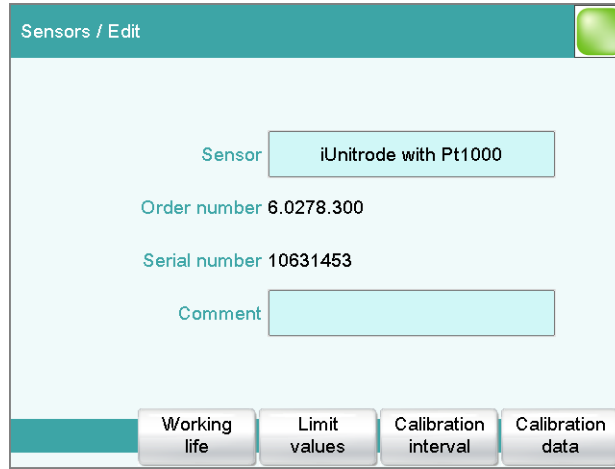 Sensors / Edit
Sensor iUnitrode with Pt1000
Order number 6.0278.300
Serial number 10631453
Comment
Working life
Limit values
Calibration interval
Calibration data